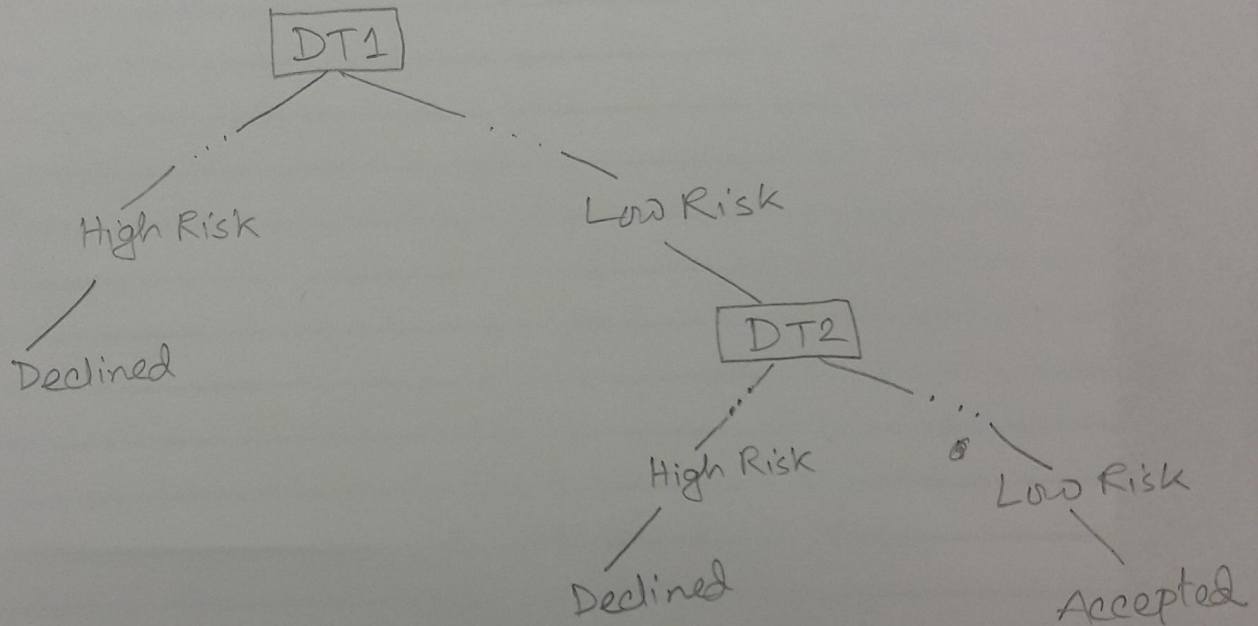 DT1
High Risk
Low Risk
Declined
DT2
High Risk
Low Risk
Declined
Accepted